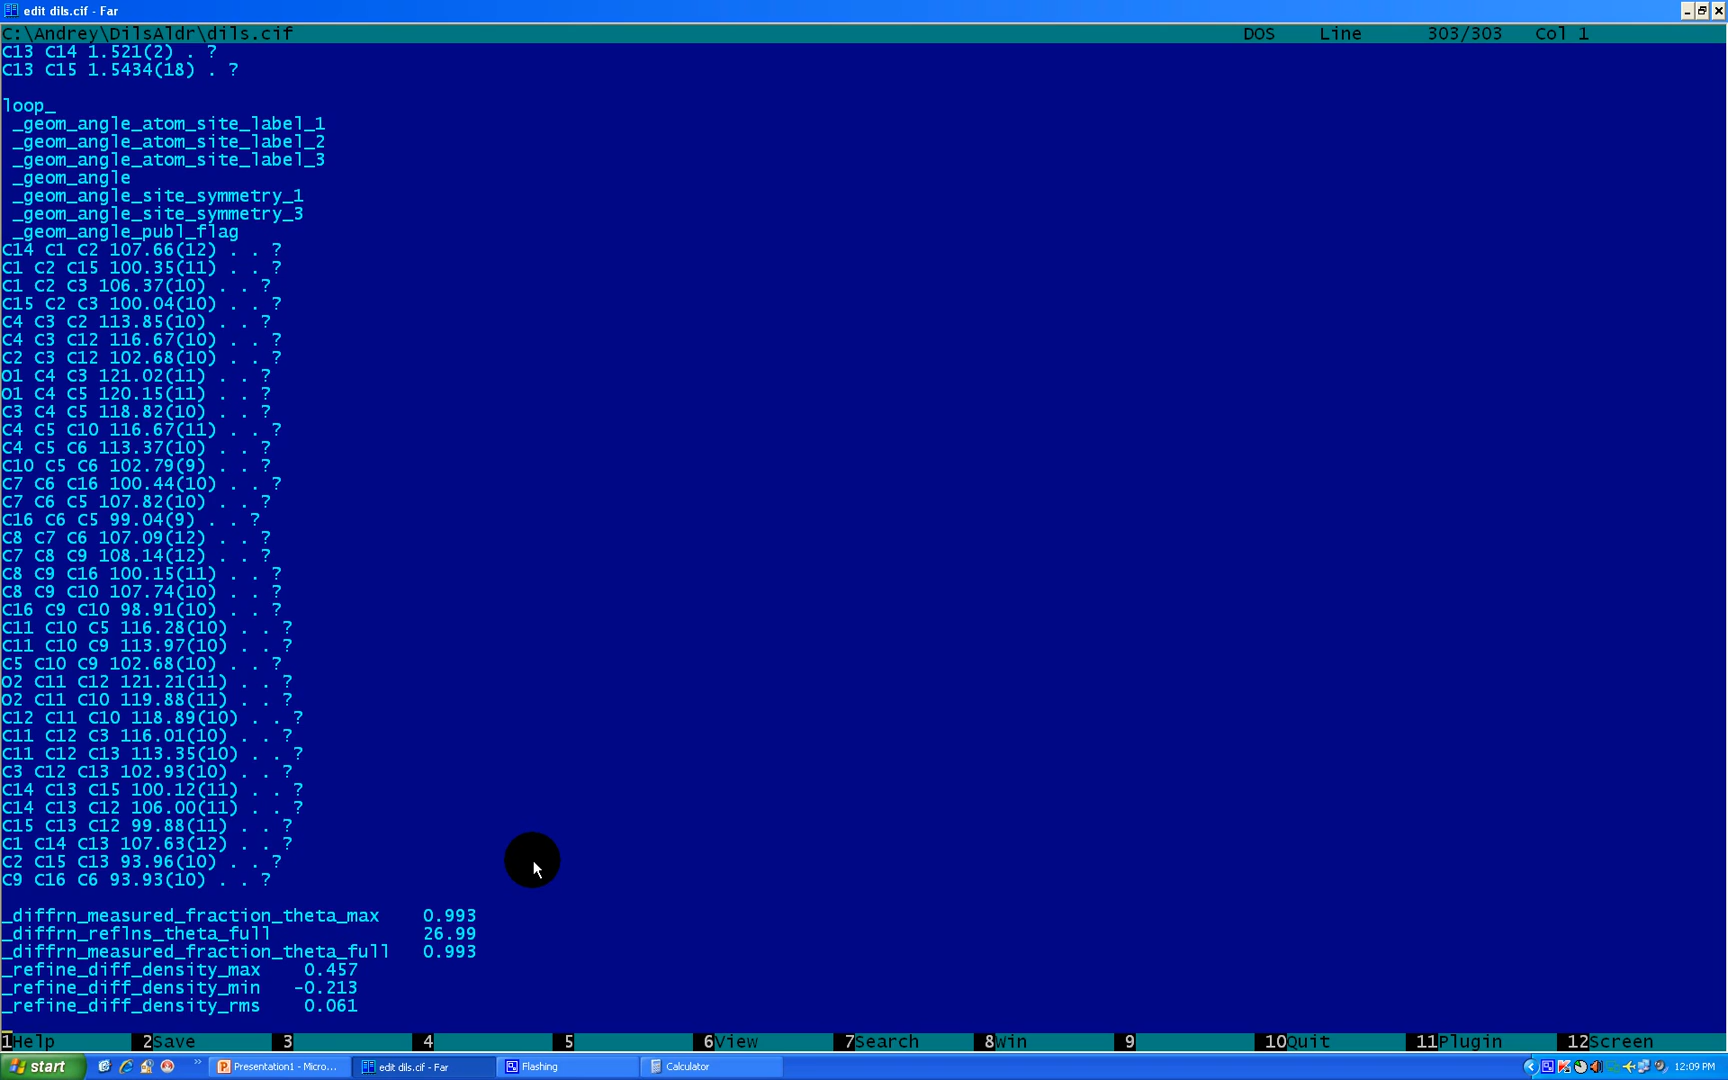 edit dils.cif - Far
C:\Andrey\DilsAldr\dils.cif DOS Line 303/303 Col 1
C13 C14 1.521(2) . ?
C13 C15 1.5434(18) . ?
loop_
_geom_angle_atom_site_label_1
_geom_angle_atom_site_label_2
_geom_angle_atom_site_label_3
_geom_angle
_geom_angle_site_symmetry_1
_geom_angle_site_symmetry_3
_geom_angle_publ_flag
C14 C1 C2 107.66(12) . . ?
C1 C2 C15 100.35(11) . . ?
C1 C2 C3 106.37(10) . . ?
C15 C2 C3 100.04(10) . . ?
C4 C3 C2 113.85(10) . . ?
C4 C3 C12 116.67(10) . . ?
C2 C3 C12 102.68(10) . . ?
O1 C4 C3 121.02(11) . . ?
O1 C4 C5 120.15(11) . . ?
C3 C4 C5 118.82(10) . . ?
C4 C5 C10 116.67(11) . . ?
C4 C5 C6 113.37(10) . . ?
C10 C5 C6 102.79(9) . . ?
C7 C6 C16 100.44(10) . . ?
C7 C6 C5 107.82(10) . . ?
C16 C6 C5 99.04(9) . . ?
C8 C7 C6 107.09(12) . . ?
C7 C8 C9 108.14(12) . . ?
C8 C9 C16 100.15(11) . . ?
C8 C9 C10 107.74(10) . . ?
C16 C9 C10 98.91(10) . . ?
C11 C10 C5 116.28(10) . . ?
C11 C10 C9 113.97(10) . . ?
C5 C10 C9 102.68(10) . . ?
O2 C11 C12 121.21(11) . . ?
O2 C11 C10 119.88(11) . . ?
C12 C11 C10 118.89(10) . . ?
C11 C12 C3 116.01(10) . . ?
C11 C12 C13 113.35(10) . . ?
C3 C12 C13 102.93(10) . . ?
C14 C13 C15 100.12(11) . . ?
C14 C13 C12 106.00(11) . . ?
C15 C13 C12 99.88(11) . . ?
C1 C14 C13 107.63(12) . . ?
C2 C15 C13 93.96(10) . . ?
C9 C16 C6 93.93(10) . . ?
_diffrn_measured_fraction_theta_max 0.993
_diffrn_reflns_theta_full 26.99
_diffrn_measured_fraction_theta_full 0.993
_refine_diff_density_max 0.457
_refine_diff_density_min -0.213
_refine_diff_density_rms 0.061
1Help 2Save 3 4 5 6View 7Search 8Win 9 10Quit 11Plugin 12Screen
start Presentation1 - Micro... edit dils.cif - Far Flashing Calculator 12:09 PM